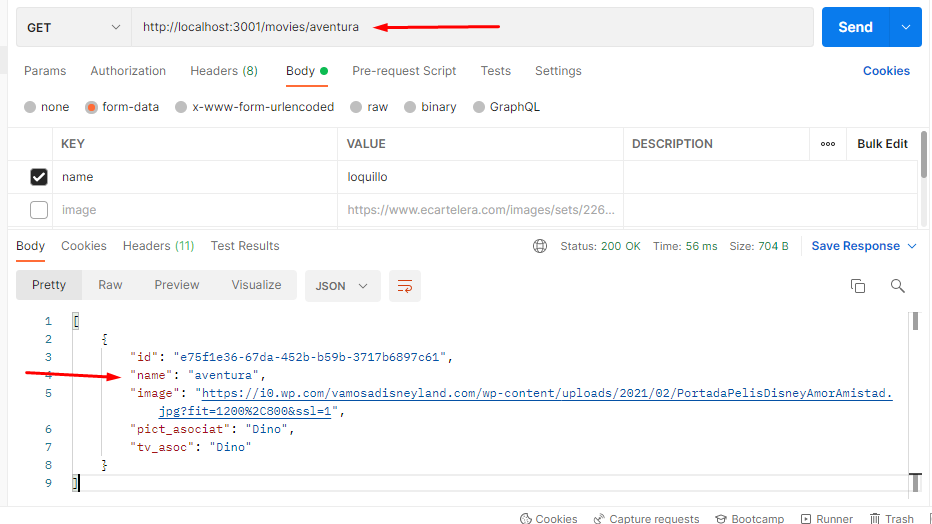 GET http://localhost:3001/movies/aventura Send
Params Authorization Headers (8) Body Pre-request Script Tests Settings Cookies
none form-data x-www-form-urlencoded raw binary GraphQL
KEY VALUE DESCRIPTION ooo Bulk Edit
name loquillo
image https://www.ecartelera.com/images/sets/226...
Body Cookies Headers (11) Test Results Status: 200 OK Time: 56 ms Size: 704 B Save Response
Pretty Raw Preview Visualize JSON
1 [
2 {
3 "id": "e75f1e36-67da-452b-b59b-3717b6897c61",
4 "name": "aventura",
5 "image": "https://i0.wp.com/vamosadisneyland.com/wp-content/uploads/2021/02/PortadaPelisDisneyAmorAmistad.
jpg?fit=1200%2C800&ssl=1",
6 "pict_asociat": "Dino",
7 "tv_asoc": "Dino"
8 }
9 ]
Cookies Capture requests Bootcamp Runner Trash